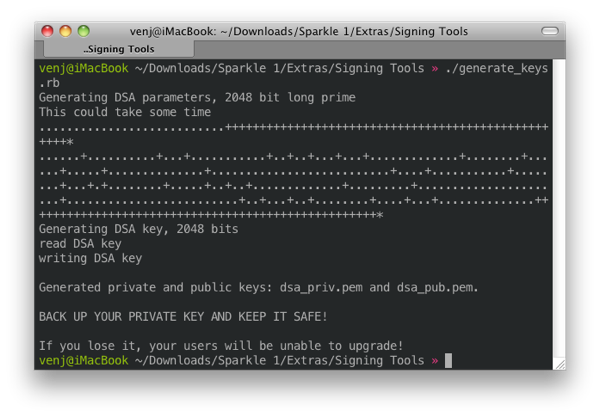 venj@iMacBook: ~/Downloads/Sparkle 1/Extras/Signing Tools
..Signing Tools
venj@iMacBook ~/Downloads/Sparkle 1/Extras/Signing Tools » ./generate_keys
.rb
Generating DSA parameters, 2048 bit long prime
This could take some time
...........................+++++++++++++++++++++++++++++++++++++++++++++++
++++*
......+..........+...+...........+..+..+...+...+.............+........+...
...+.....+..............+..........................+....+...........+.....
...+...+.+........+.....+..+..+.............+.........+...................
...+.........................+..+...+..+........+....+...+..............++
+++++++++++++++++++++++++++++++++++++++++++++++++*
Generating DSA key, 2048 bits
read DSA key
writing DSA key
Generated private and public keys: dsa_priv.pem and dsa_pub.pem.
BACK UP YOUR PRIVATE KEY AND KEEP IT SAFE!
If you lose it, your users will be unable to upgrade!
venj@iMacBook ~/Downloads/Sparkle 1/Extras/Signing Tools »